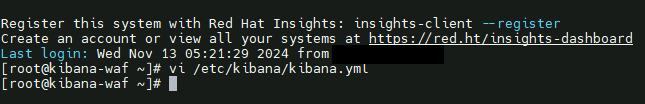 Register this system with Red Hat Insights: insights-client --register
Create an account or view all your systems at https://red.ht/insights-dashboard
Last login: Wed Nov 13 05:21:29 2024 from
[root@kibana-waf ~]# vi /etc/kibana/kibana.yml
[root@kibana-waf ~]#